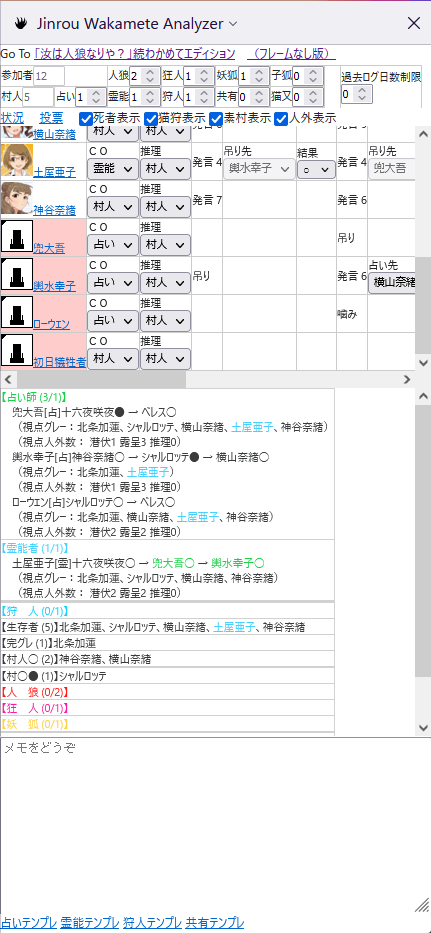 Jinrou Wakamete Analyzer
Go To 「汝は人狼なりや？」続わかめてエディション （フレームなし版）
参加者 12 人狼 2 狂人 1 妖狐 1 子狐 0 過去ログ日数制限
村人 5 占い 1 霊能 1 狩人 1 共有 0 猫又 0 0
状況 投票 死者表示 猫狩表示 素村表示 人外表示
横山奈緒 村人 村人
土屋亜子 ＣＯ 霊能 推理 村人 発言 4 吊り先 輿水幸子 結果 ○ 発言 4 吊り先 兜大吾
神谷奈緒 ＣＯ 村人 推理 村人 発言 7 発言 6
兜大吾 ＣＯ 占い 推理 村人 吊り
輿水幸子 ＣＯ 占い 推理 村人 吊り 発言 6 占い先 横山奈緒
ローウェン ＣＯ 占い 推理 村人 噛み
初日犠牲者 ＣＯ 村人 推理 村人
【占い師 (3/1)】
兜大吾[占]十六夜咲夜● → ベレス○
（視点グレー：北条加蓮、シャルロッテ、横山奈緒、土屋亜子、神谷奈緒）
（視点人外数： 潜伏1 露呈3 推理0）
輿水幸子[占]神谷奈緒○ → シャルロッテ● → 横山奈緒○
（視点グレー：北条加蓮、土屋亜子）
（視点人外数： 潜伏1 露呈3 推理0）
ローウェン[占]シャルロッテ○ → ベレス○
（視点グレー：北条加蓮、横山奈緒、土屋亜子、神谷奈緒）
（視点人外数： 潜伏2 露呈2 推理0）
【霊能者 (1/1)】
土屋亜子[霊]十六夜咲夜○ → 兜大吾○ → 輿水幸子○
（視点グレー：北条加蓮、シャルロッテ、横山奈緒、神谷奈緒）
（視点人外数： 潜伏2 露呈2 推理0）
【狩　人 (0/1)】
【生存者 (5)】北条加蓮、シャルロッテ、横山奈緒、土屋亜子、神谷奈緒
【完グレ (1)】北条加蓮
【村人○ (2)】神谷奈緒、横山奈緒
【村○● (1)】シャルロッテ
【人　狼 (0/2)】
【狂　人 (0/1)】
【妖　狐 (0/1)】
メモをどうぞ
占いテンプレ 霊能テンプレ 狩人テンプレ 共有テンプレ